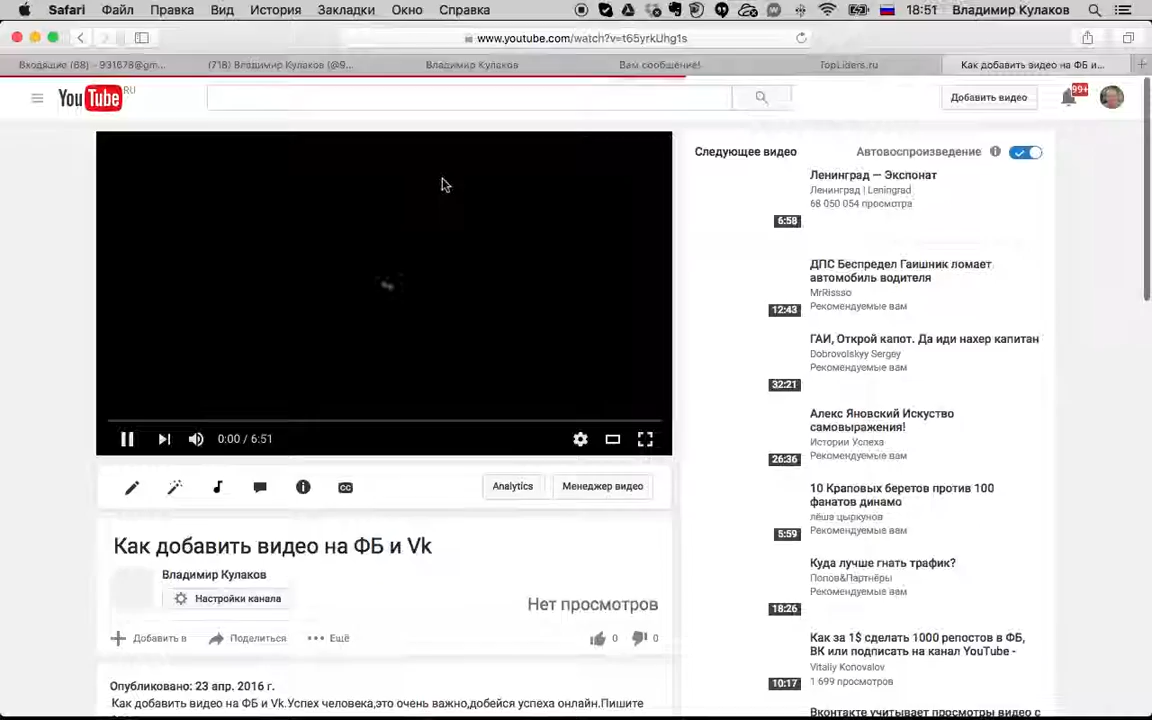 Safari Файл Правка Вид История Закладки Окно Справка 18:51 Владимир Кулаков
www.youtube.com/watch?v=t65yrkUhg1s
Входящие (68) – 931678@gm... (718) Владимир Кулаков (@9... Владимир Кулаков Вам сообщение! TopLiders.ru Как добавить видео на ФБ и...
YouTube RU Добавить видео 99+
Следующее видео Автовоспроизведение
Ленинград — Экспонат
Ленинград | Leningrad
68 050 054 просмотра
6:58
ДПС Беспредел Гаишник ломает
автомобиль водителя
MrRissso
Рекомендуемые вам
12:43
ГАИ, Открой капот. Да иди нахер капитан
Dobrovolskyy Sergey
Рекомендуемые вам
32:21
Алекс Яновский Искуство
самовыражения!
Истории Успеха
Рекомендуемые вам
26:36
10 Краповых беретов против 100
фанатов динамо
лёша цыркунов
Рекомендуемые вам
5:59
Куда лучше гнать трафик?
Попов&Партнёры
Рекомендуемые вам
18:26
Как за 1$ сделать 1000 репостов в ФБ,
ВК или подписать на канал YouTube -
Vitaliy Konovalov
1 699 просмотров
10:17
Вконтакте учитывает просмотры видео с
0:00 / 6:51
CC Analytics Менеджер видео
Как добавить видео на ФБ и Vk
Владимир Кулаков
Настройки канала
Нет просмотров
Добавить в Поделиться Ещё 0 0
Опубликовано: 23 апр. 2016 г.
Как добавить видео на ФБ и Vk.Успех человека,это очень важно,добейся успеха онлайн.Пишите